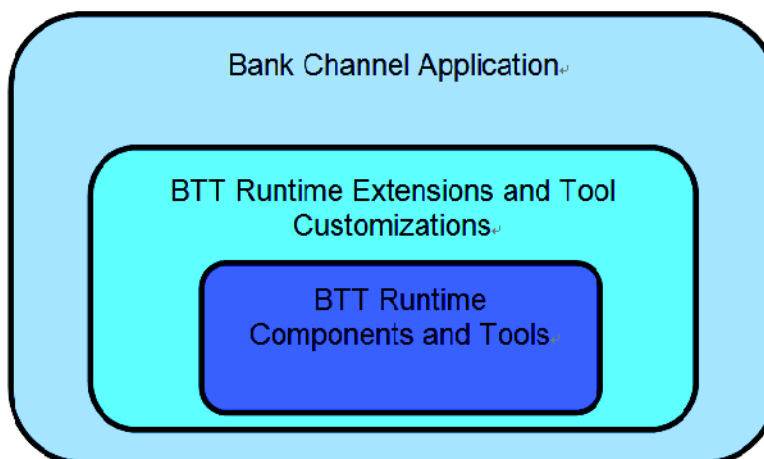 Bank Channel Application
BTT Runtime Extensions and Tool
Customizations
BTT Runtime
Components and Tools